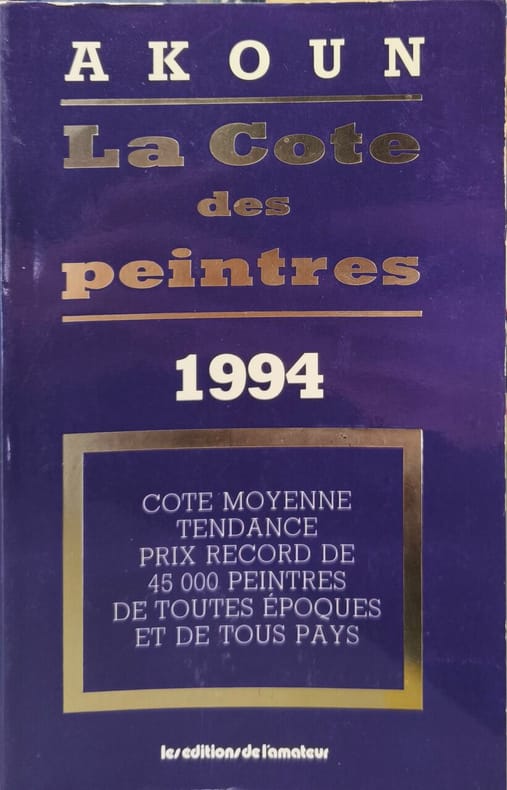 AKOUN
La Cote
des
peintres
1994
COTE MOYENNE
TENDANCE
PRIX RECORD DE
45 000 PEINTRES
DE TOUTES ÉPOQUES
ET DE TOUS PAYS
les editions de l'amateur